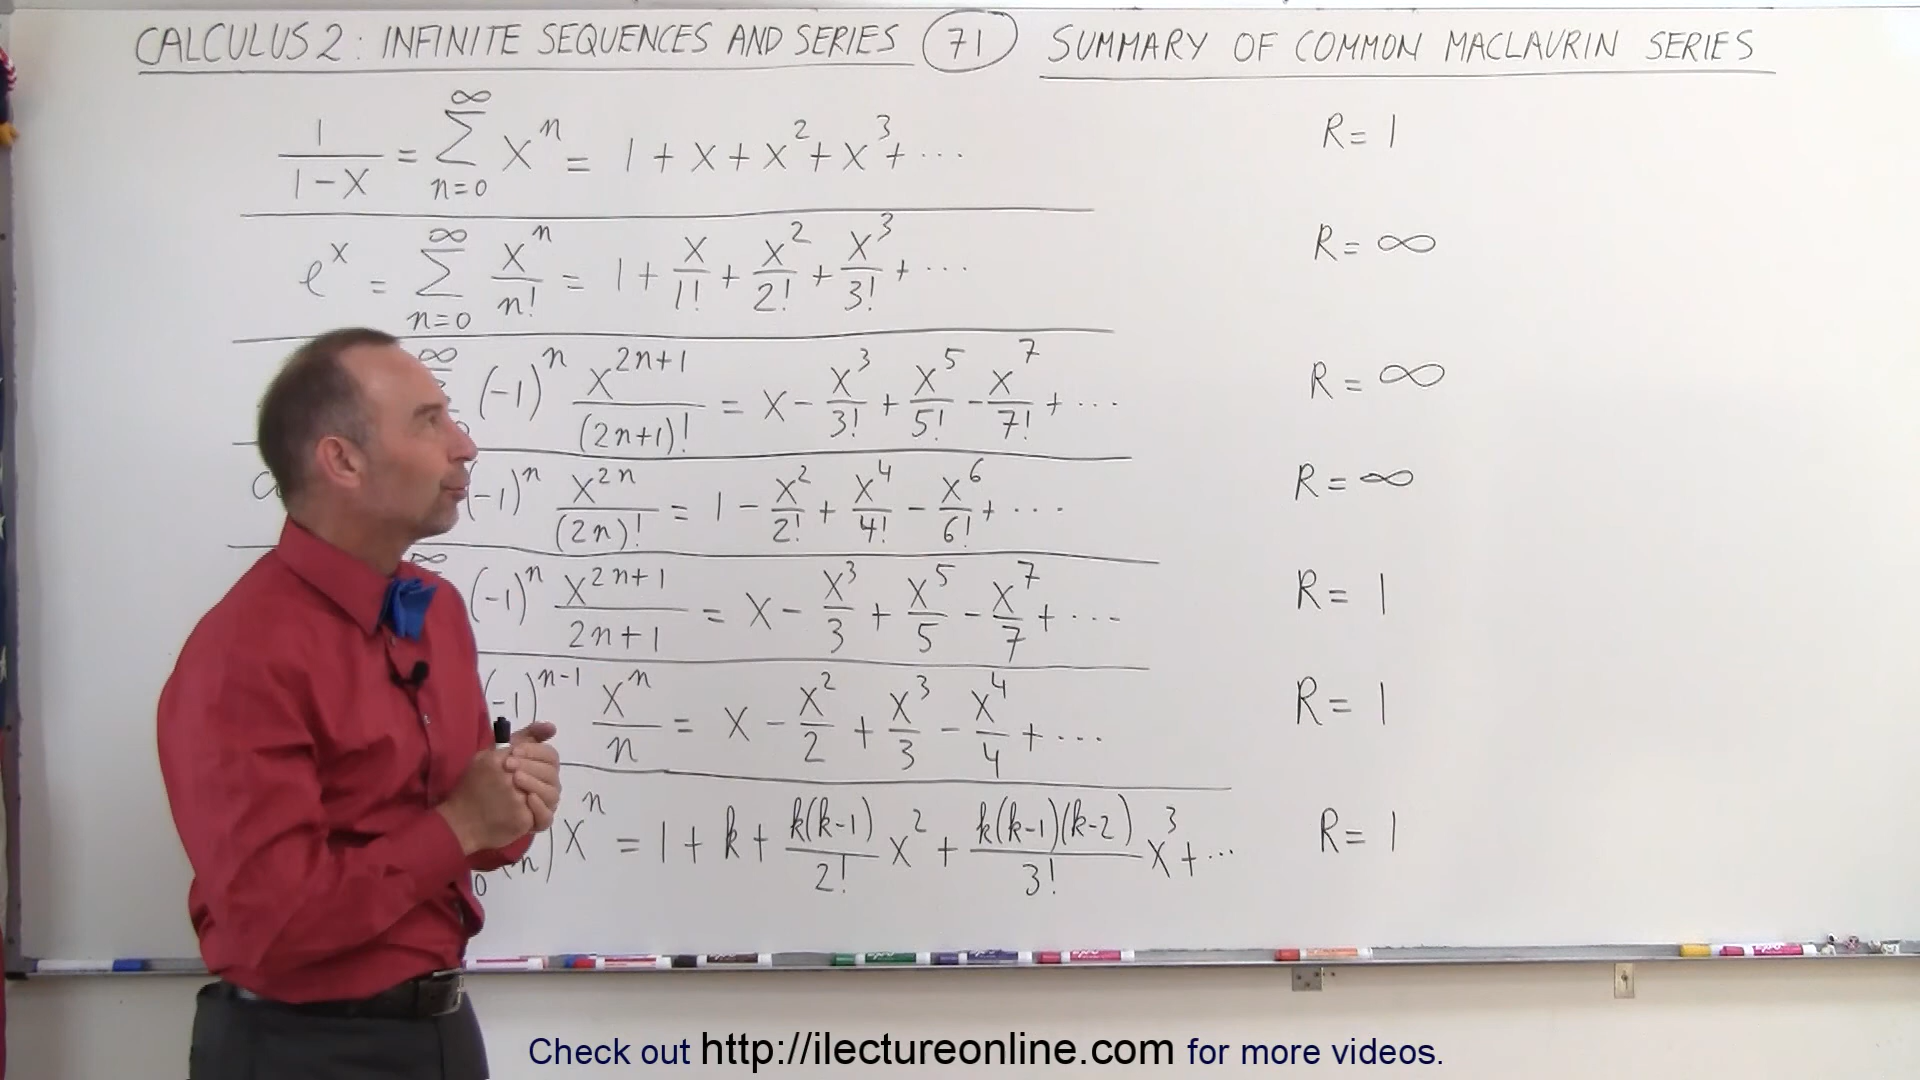 CALCULUS 2: INFINITE SEQUENCES AND SERIES (71) SUMMARY OF COMMON MACLAURIN SERIES
1/(1-X) = ∑_{n=0}^{∞} X^n = 1 + X + X^2 + X^3 + ... R = 1
e^x = ∑_{n=0}^{∞} X^n/n! = 1 + X/1! + X^2/2! + X^3/3! + ... R = ∞
∞ (-1)^n X^{2n+1}/(2n+1)! = X - X^3/3! + X^5/5! - X^7/7! + ... R = ∞
(-1)^n X^{2n}/(2n)! = 1 - X^2/2! + X^4/4! - X^6/6! + ... R = ∞
∞ (-1)^n X^{2n+1}/2n+1 = X - X^3/3 + X^5/5 - X^7/7 + ... R = 1
(-1)^{n-1} X^n/n = X - X^2/2 + X^3/3 - X^4/4 + ... R = 1
X^n = 1 + k + k(k-1)/2! X^2 + k(k-1)(k-2)/3! X^3 + ... R = 1
Check out http://ilectureonline.com for more videos.